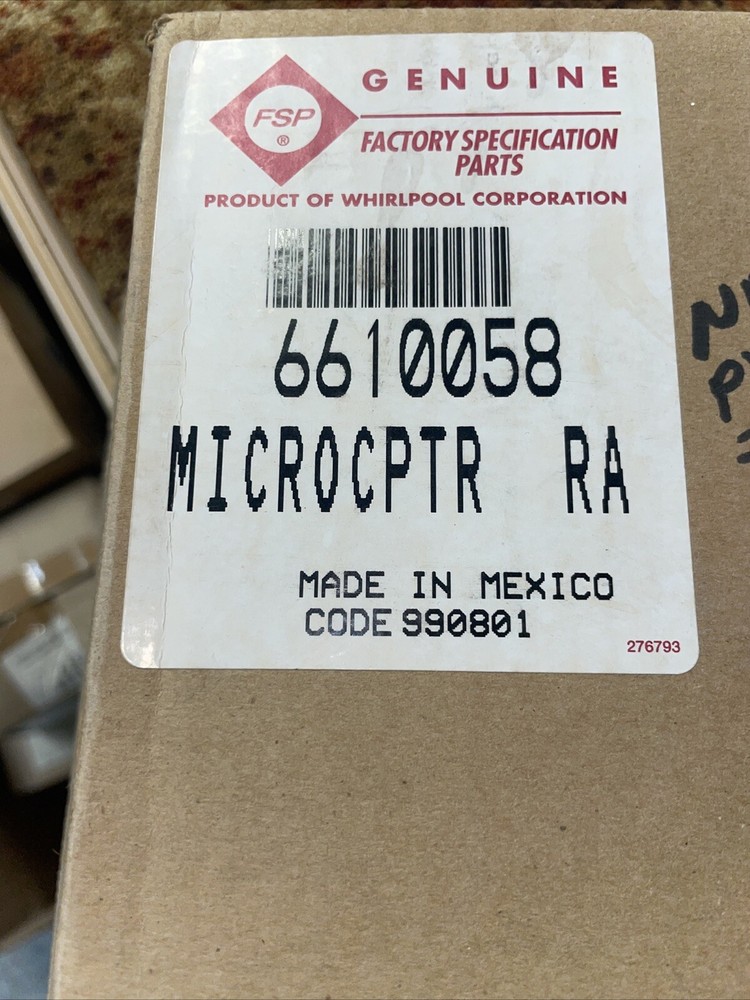 GENUINE
FSP
®
FACTORY SPECIFICATION
PARTS
PRODUCT OF WHIRLPOOL CORPORATION
6610058
MICROCPTR RA
MADE IN MEXICO
CODE 990801
276793